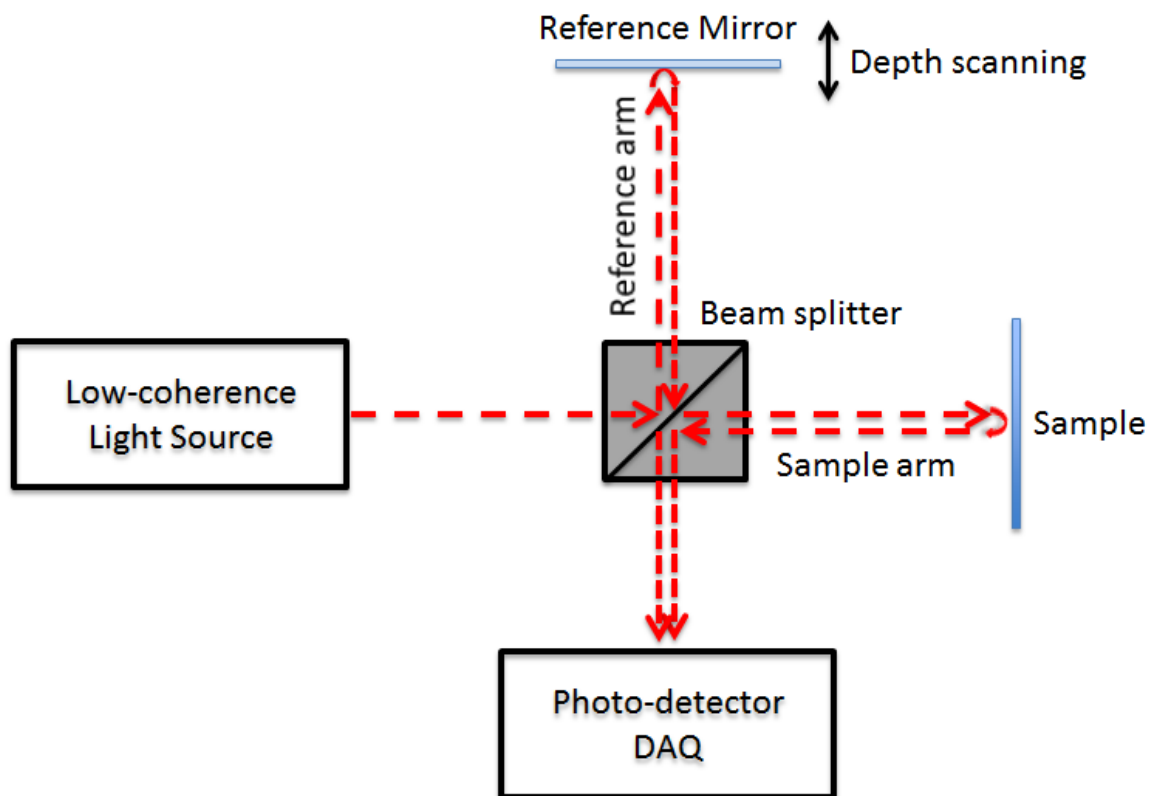 Reference Mirror
Depth scanning
Reference arm
Beam splitter
Low-coherence
Light Source
Sample
Sample arm
Photo-detector
DAQ